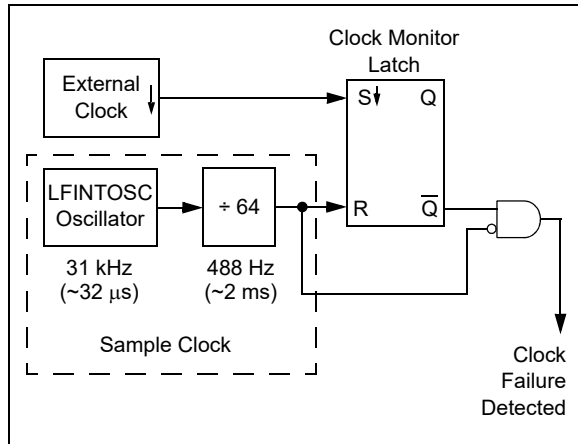 Clock Monitor
Latch
External
Clock
S
Q
LFINTOSC
Oscillator
÷ 64
R
Q̅
31 kHz
(~32 μs)
488 Hz
(~2 ms)
Sample Clock
Clock
Failure
Detected